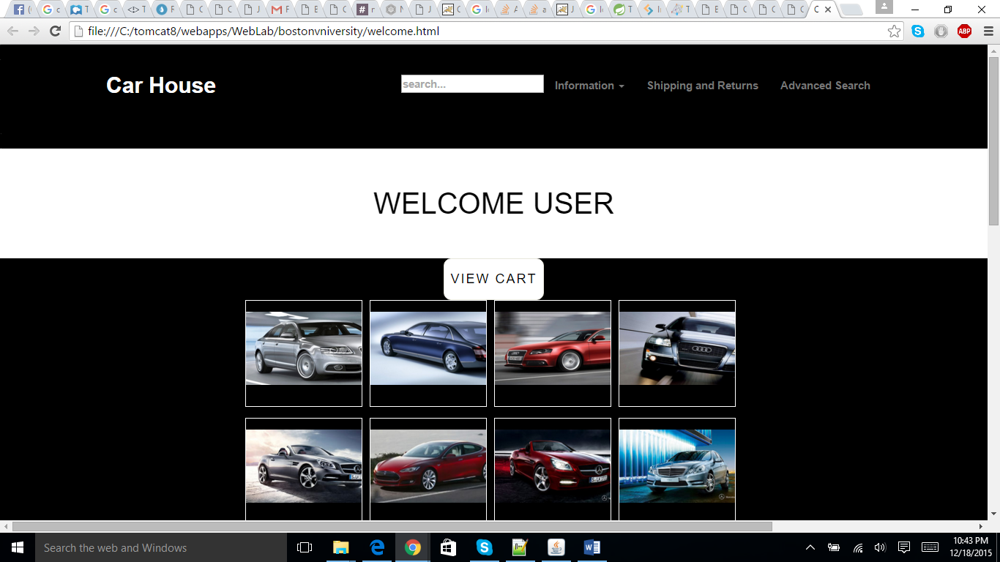 file:///C:/tomcat8/webapps/WebLab/bostonvniversity/welcome.html
ABP
Car House
search...
Information
Shipping and Returns
Advanced Search
WELCOME USER
VIEW CART
Search the web and Windows
10:43 PM
12/18/2015